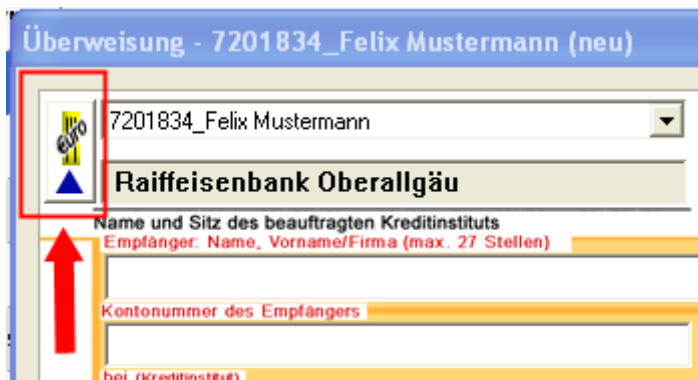 Überweisung - 7201834_Felix Mustermann (neu)
euro
7201834_Felix Mustermann
Raiffeisenbank Oberallgäu
Name und Sitz des beauftragten Kreditinstituts
Empfänger: Name, Vorname/Firma (max. 27 Stellen)
Kontonummer des Empfängers
bei (Kreditinstitut)